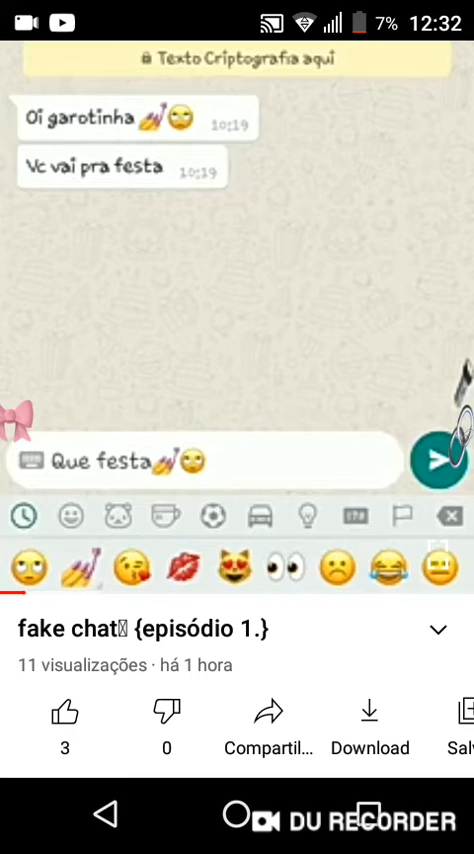 7% 12:32
Texto Criptografia aqui
Oi garotinha 💅🙄 10:19
Vc vai pra festa 10:19
Que festa💅🙄
fake chat▯ {episódio 1.}
11 visualizações · há 1 hora
3 0 Compartil... Download Sal
DU RECORDER